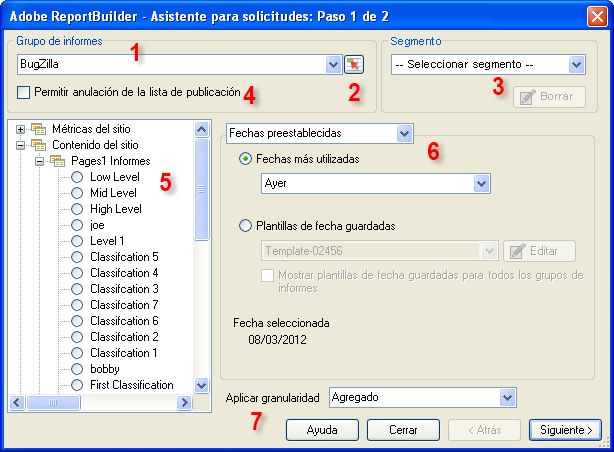 Adobe ReportBuilder - Asistente para solicitudes: Paso 1 de 2
Grupo de informes
1
BugZilla
2
Permitir anulación de la lista de publicación
4
Segmento
-- Seleccionar segmento --
3
Borrar
Métricas del sitio
Contenido del sitio
Pages1 Informes
Low Level
5
Mid Level
High Level
joe
Level 1
Classifcation 5
Classifcation 4
Classifcation 3
Classifcation 7
Classifcation 6
Classifcation 2
Classifcation 1
bobby
First Classification
Fechas preestablecidas
6
Fechas más utilizadas
Ayer
Plantillas de fecha guardadas
Template-02456
Editar
Mostrar plantillas de fecha guardadas para todos los grupos de
informes
Fecha seleccionada
08/03/2012
Aplicar granularidad
Agregado
7
Ayuda
Cerrar
< Atrás
Siguiente >